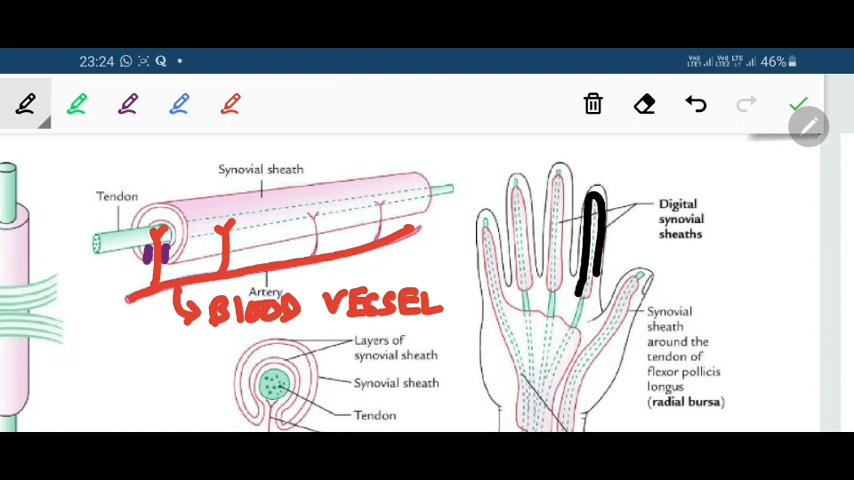 23:24
46%
Synovial sheath
Tendon
Artery
BLOOD VESSEL
Layers of
synovial sheath
Synovial sheath
Tendon
Digital
synovial
sheaths
Synovial
sheath
around the
tendon of
flexor pollicis
longus
(radial bursa)